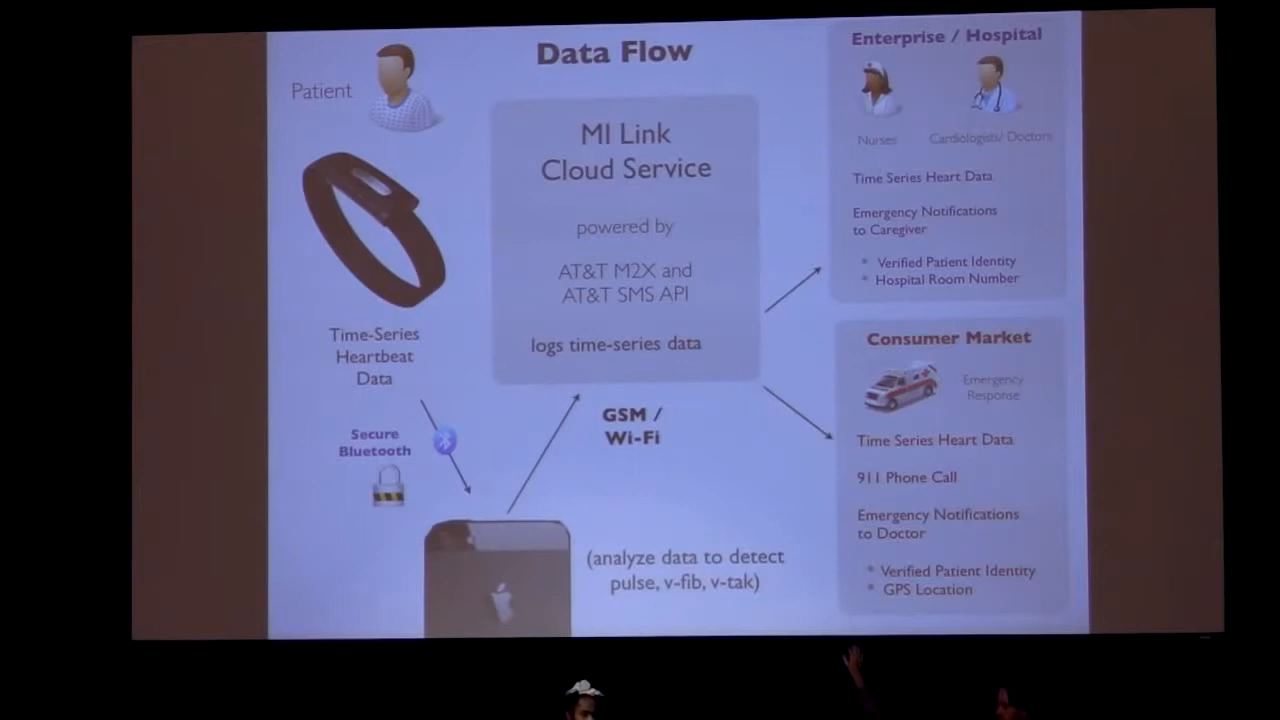 Data Flow
Patient
Time-Series
Heartbeat
Data
Secure
Bluetooth
MI Link
Cloud Service
powered by
AT&T M2X and
AT&T SMS API
logs time-series data
GSM /
Wi-Fi
(analyze data to detect
pulse, v-fib, v-tak)
Enterprise / Hospital
Nurses
Cardiologists/ Doctors
Time Series Heart Data
Emergency Notifications
to Caregiver
* Verified Patient Identity
* Hospital Room Number
Consumer Market
Emergency
Response
Time Series Heart Data
911 Phone Call
Emergency Notifications
to Doctor
* Verified Patient Identity
* GPS Location